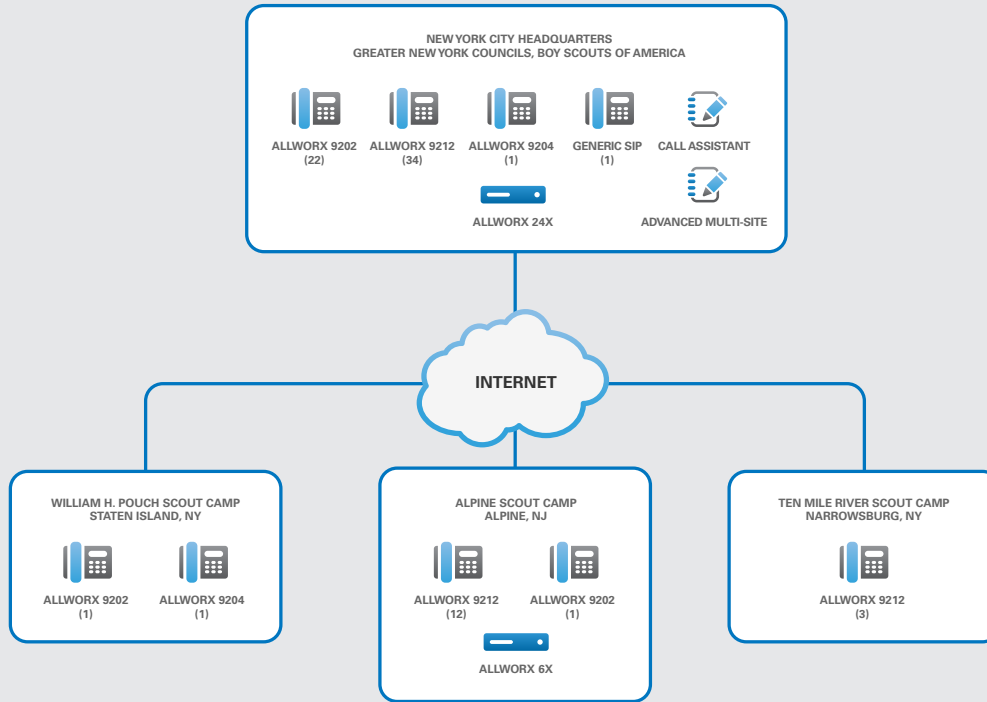 NEW YORK CITY HEADQUARTERS
GREATER NEW YORK COUNCILS, BOY SCOUTS OF AMERICA
ALLWORX 9202
(22)
ALLWORX 9212
(34)
ALLWORX 9204
(1)
GENERIC SIP
(1)
CALL ASSISTANT
ALLWORX 24X
ADVANCED MULTI-SITE
INTERNET
WILLIAM H. POUCH SCOUT CAMP
STATEN ISLAND, NY
ALLWORX 9202
(1)
ALLWORX 9204
(1)
ALPINE SCOUT CAMP
ALPINE, NJ
ALLWORX 9212
(12)
ALLWORX 9202
(1)
ALLWORX 6X
TEN MILE RIVER SCOUT CAMP
NARROWSBURG, NY
ALLWORX 9212
(3)